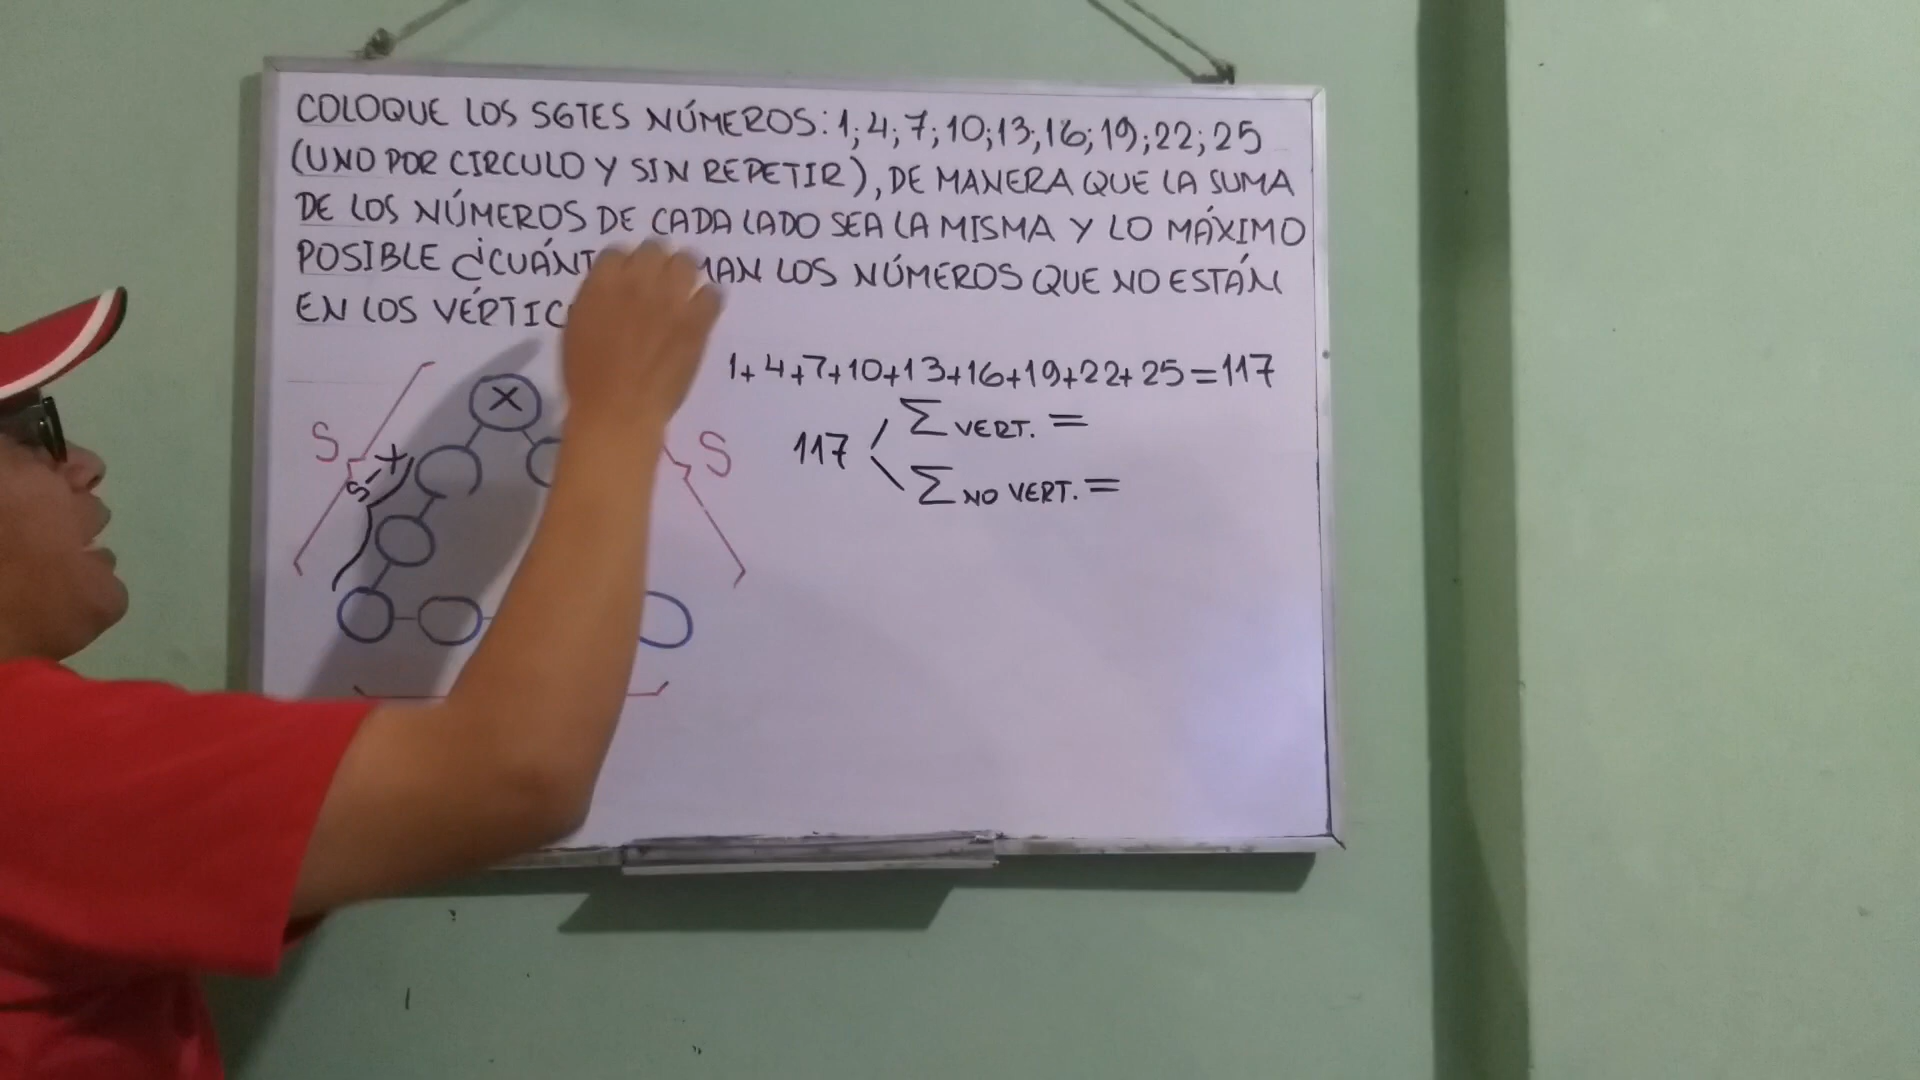 COLOQUE LOS SGTES NÚMEROS: 1; 4; 7; 10; 13; 16; 19; 22; 25
(UNO POR CIRCULO Y SIN REPETIR), DE MANERA QUE LA SUMA
DE LOS NÚMEROS DE CADA LADO SEA LA MISMA Y LO MÁXIMO
POSIBLE ¿CUÁNT MAN LOS NÚMEROS QUE NO ESTÁN
EN LOS VÉRTIC
1+4+7+10+13+16+19+22+25=117
X
S
S-X
S
117
Σ VERT. =
Σ NO VERT. =